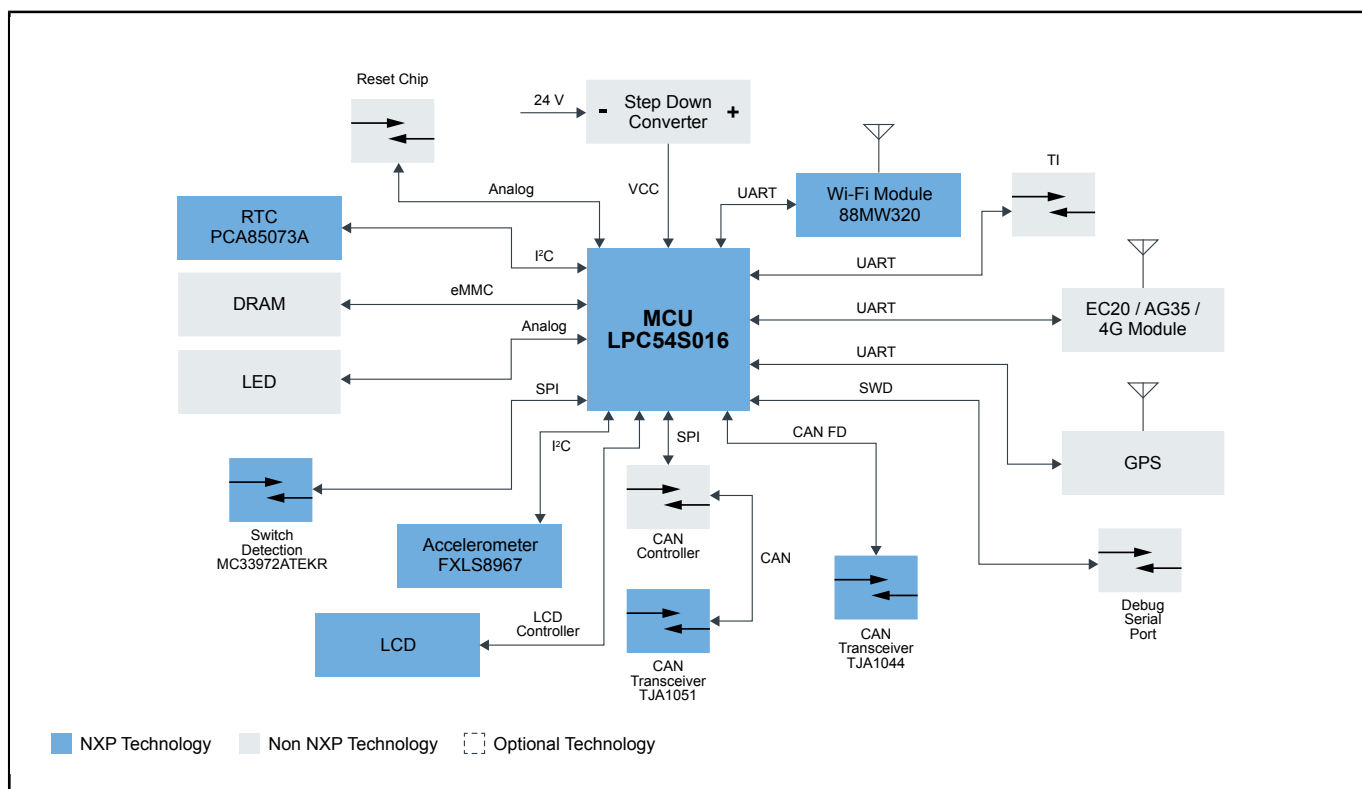 Reset Chip
24 V
-
Step Down
Converter
+
TI
Analog
VCC
UART
Wi-Fi Module
88MW320
RTC
PCA85073A
I²C
UART
DRAM
eMMC
MCU
LPC54S016
UART
EC20 / AG35 /
4G Module
Analog
LED
UART
SPI
SWD
I²C
SPI
CAN FD
GPS
Switch
Detection
MC33972ATEKR
Accelerometer
FXLS8967
CAN
Controller
CAN
LCD
Controller
LCD
CAN
Transceiver
TJA1051
CAN
Transceiver
TJA1044
Debug
Serial
Port
NXP Technology
Non NXP Technology
Optional Technology